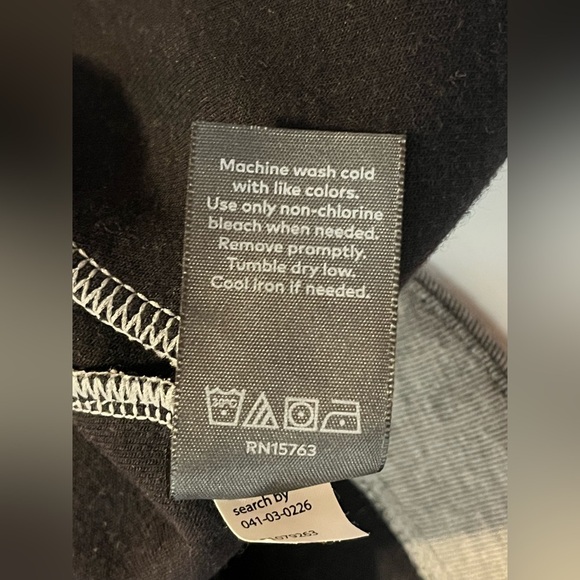 Machine wash cold
with like colors.
Use only non-chlorine
bleach when needed.
Remove promptly.
Tumble dry low.
Cool iron if needed.
RN15763
search by
041-03-0226